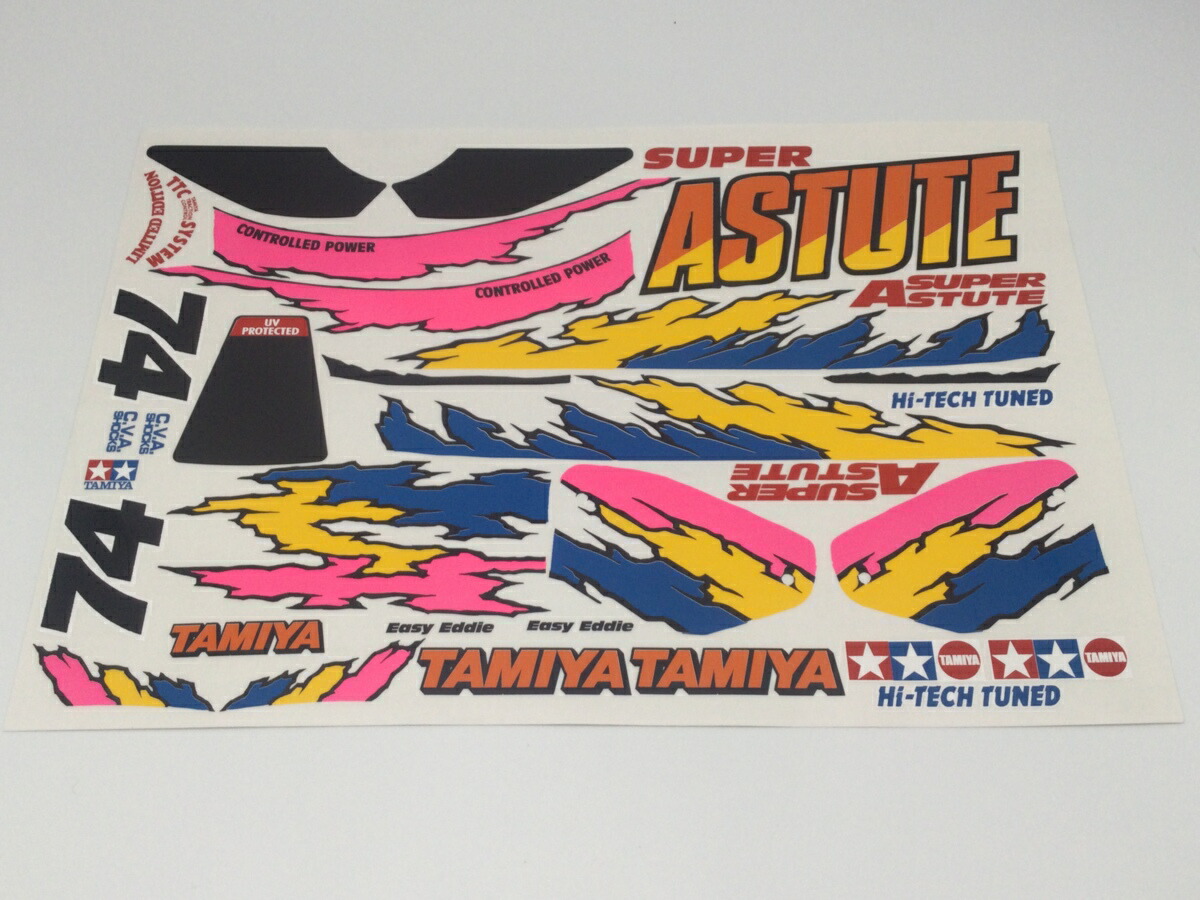 SUPER
ASTUTE
LIMITED EDITION
TTC
SYSTEM
CONTROLLED POWER
CONTROLLED POWER
SUPER
ASTUTE
74
UV
PROTECTED
Hi-TECH TUNED
C.V.A.
SHOCKS
C.V.A.
SHOCKS
TAMIYA
SUPER
ASTUTE
74
TAMIYA
Easy Eddie
Easy Eddie
TAMIYA
TAMIYA
TAMIYA
TAMIYA
Hi-TECH TUNED